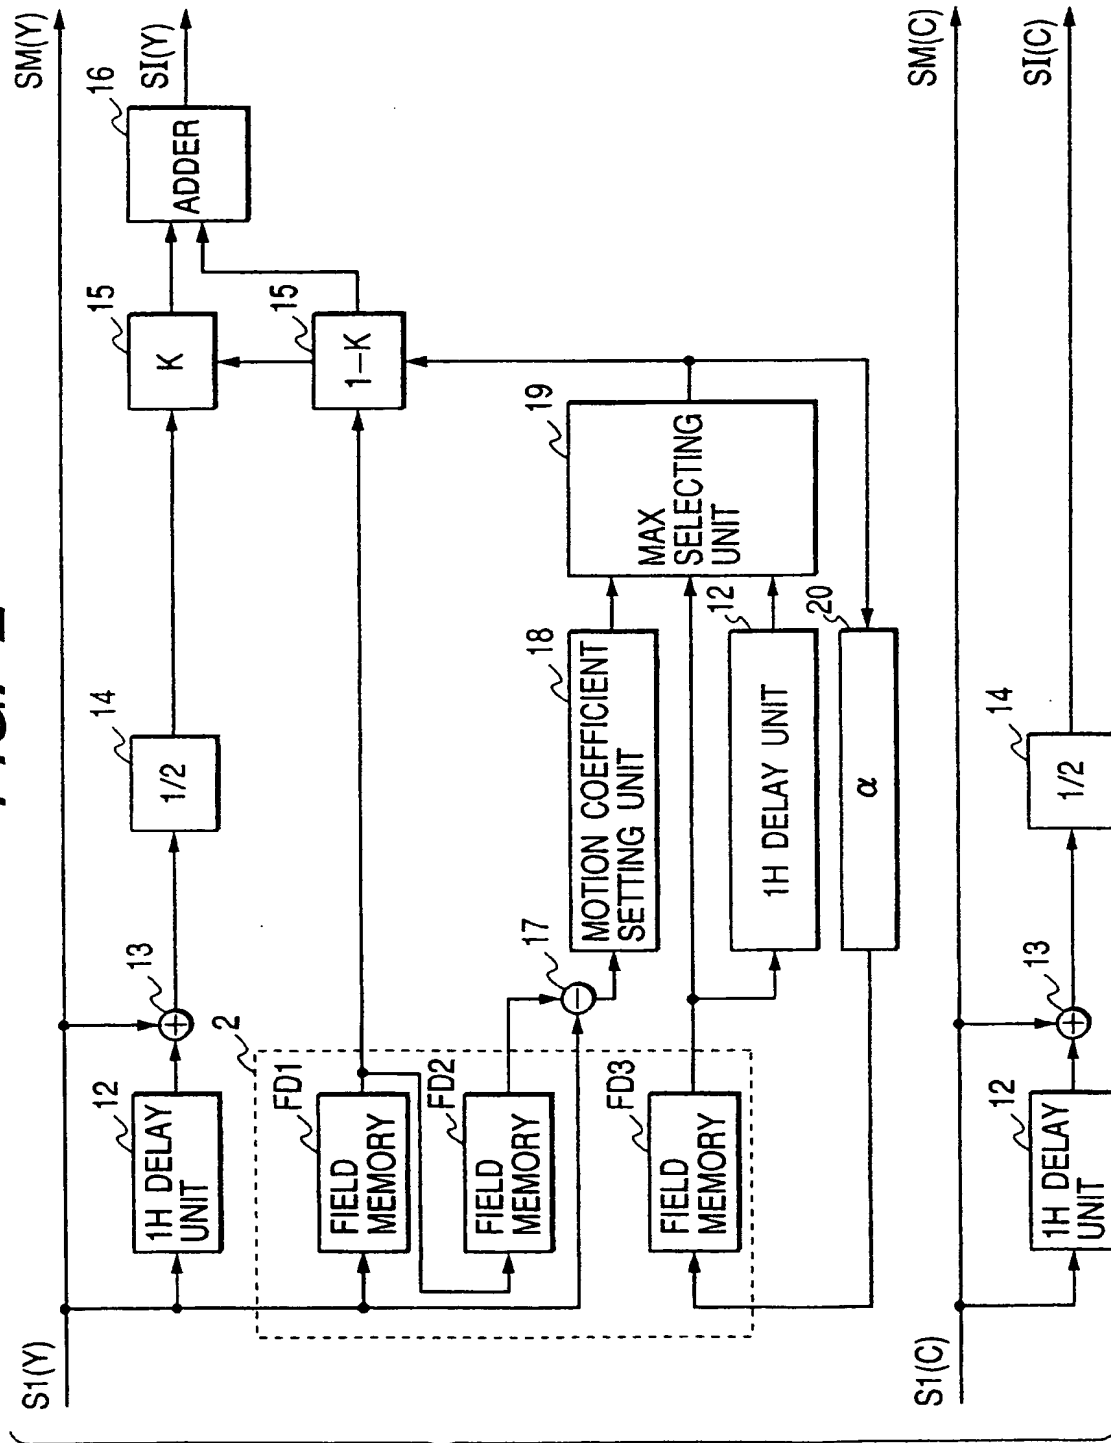 SM(Y)
16
SI(Y)
ADDER
15
K
15
1-K
14
1/2
13
12
1H DELAY
UNIT
S1(Y)
2
FD1
FIELD
MEMORY
FD2
FIELD
MEMORY
17
18
MOTION COEFFICIENT
SETTING UNIT
19
MAX
SELECTING
UNIT
FD3
FIELD
MEMORY
12
1H DELAY UNIT
20
α
SM(C)
SI(C)
14
1/2
13
12
1H DELAY
UNIT
S1(C)